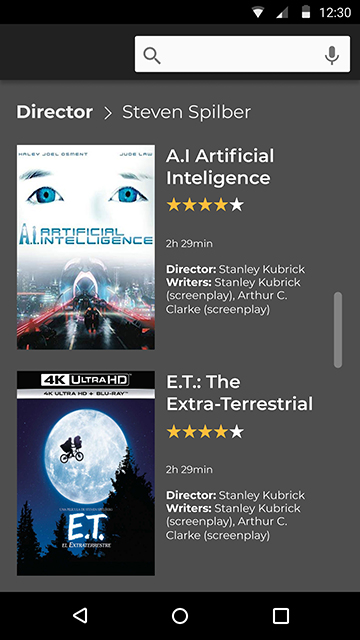 12:30
Director > Steven Spilber
HALEY JOEL OSMENT JUDE LAW
A.I. ARTIFICIAL
INTELLIGENCE
A.I Artificial
Inteligence
2h 29min
Director: Stanley Kubrick
Writers: Stanley Kubrick
(screenplay), Arthur C.
Clarke (screenplay)
4K ULTRA HD
4K ULTRA HD + BLU-RAY
E.T.
EL EXTRATERRESTRE
E.T.: The
Extra-Terrestrial
2h 29min
Director: Stanley Kubrick
Writers: Stanley Kubrick
(screenplay), Arthur C.
Clarke (screenplay)